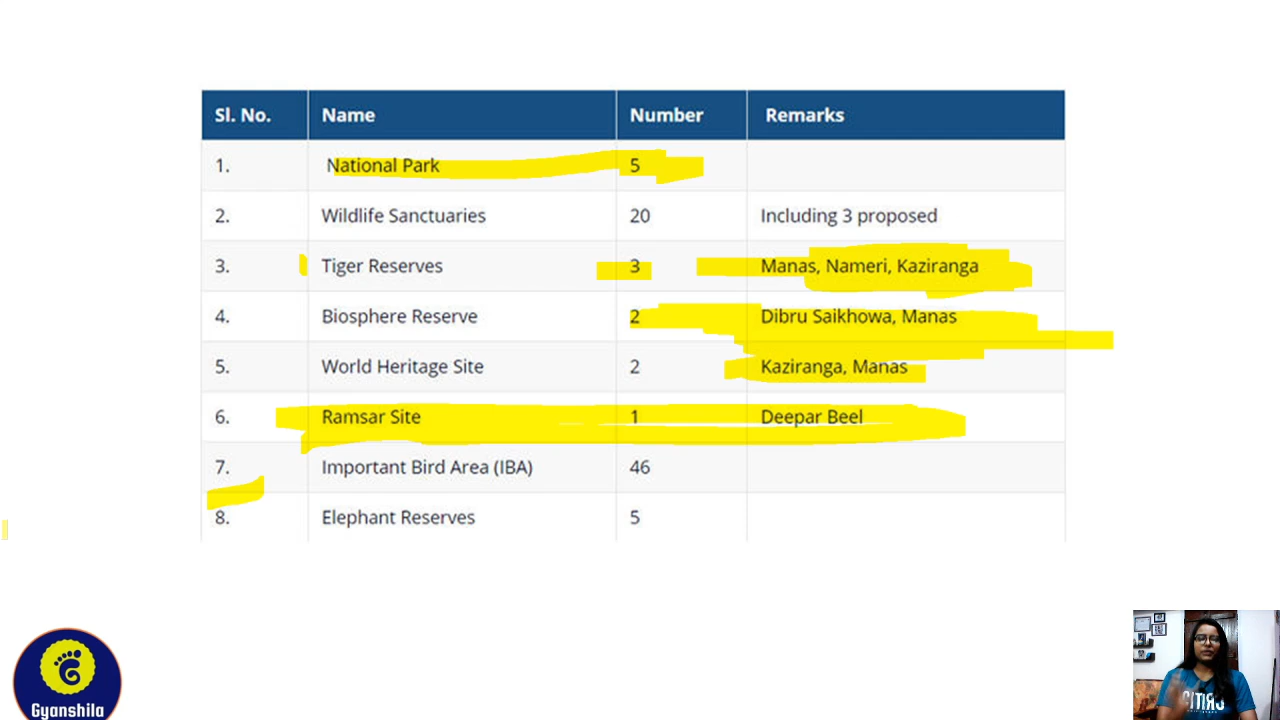 Sl. No. Name Number Remarks
1. National Park 5
2. Wildlife Sanctuaries 20 Including 3 proposed
3. Tiger Reserves 3 Manas, Nameri, Kaziranga
4. Biosphere Reserve 2 Dibru Saikhowa, Manas
5. World Heritage Site 2 Kaziranga, Manas
6. Ramsar Site 1 Deepar Beel
7. Important Bird Area (IBA) 46
8. Elephant Reserves 5
Gyanshila